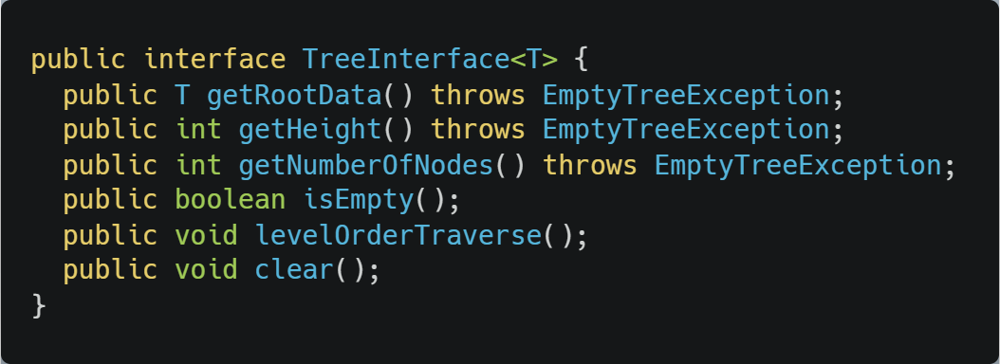 public interface TreeInterface<T> {
  public T getRootData() throws EmptyTreeException;
  public int getHeight() throws EmptyTreeException;
  public int getNumberOfNodes() throws EmptyTreeException;
  public boolean isEmpty();
  public void levelOrderTraverse();
  public void clear();
}